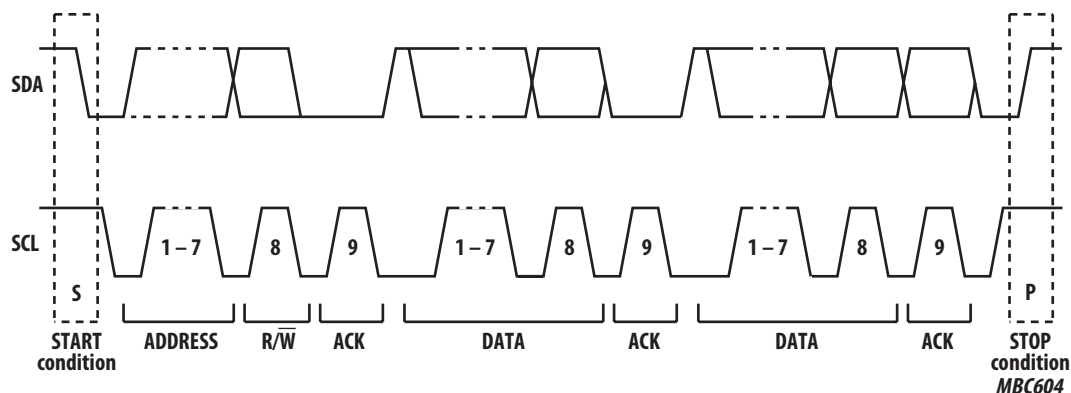 SDA
SCL
1 – 7
8
9
1 – 7
8
9
1 – 7
8
9
S
P
START
condition
ADDRESS
R/W̅
ACK
DATA
ACK
DATA
ACK
STOP
condition
MBC604